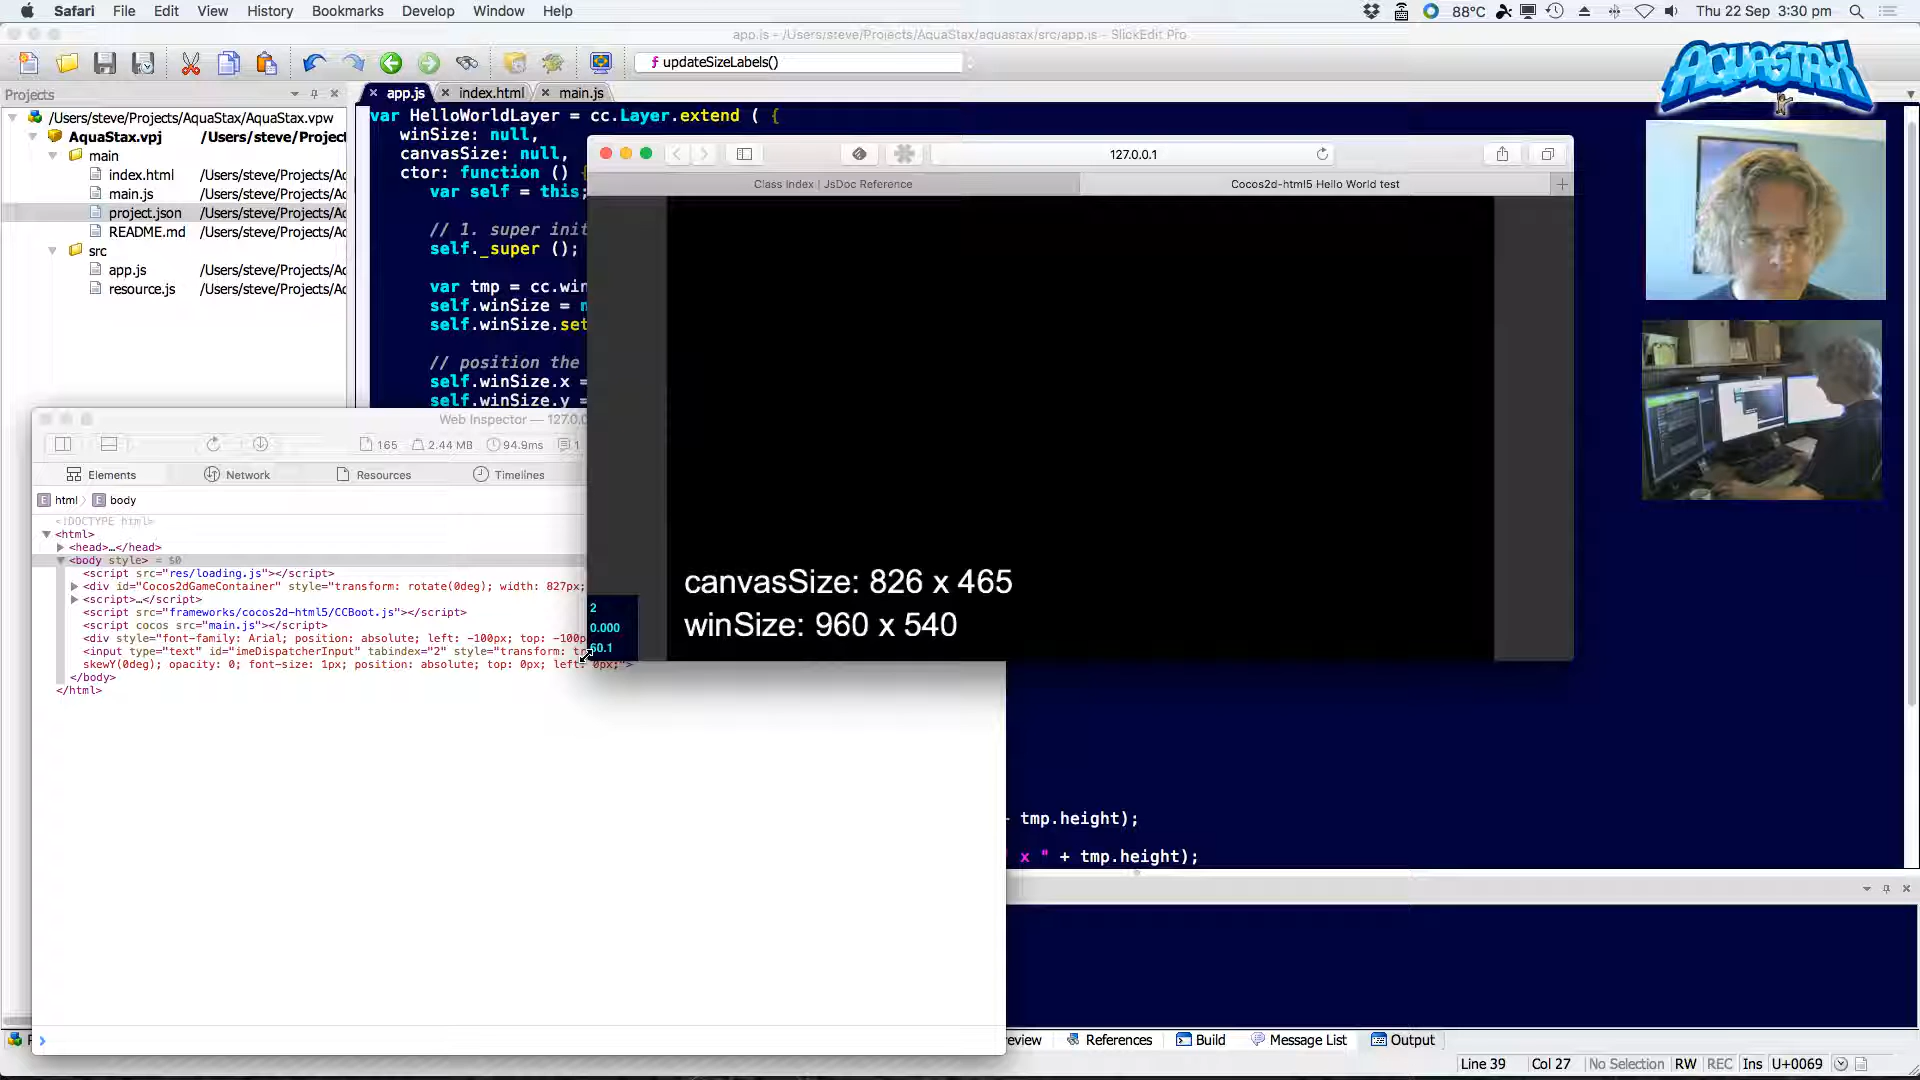 Safari File Edit View History Bookmarks Develop Window Help
88°C
Thu 22 Sep 3:30 pm
app.js - /Users/steve/Projects/AquaStax/aquastax/src/app.js - SlickEdit Pro
updateSizeLabels()
AQUASTAX
Projects
app.js index.html main.js
/Users/steve/Projects/AquaStax/AquaStax.vpw
AquaStax.vpj /Users/steve/Project
main
index.html /Users/steve/Projects/Aq
main.js /Users/steve/Projects/Aq
project.json /Users/steve/Projects/Aq
README.md /Users/steve/Projects/Aq
src
app.js /Users/steve/Projects/Aq
resource.js /Users/steve/Projects/Aq
var HelloWorldLayer = cc.Layer.extend ( {
winSize: null,
canvasSize: null,
ctor: function () {
var self = this;
// 1. super init
self._super ();
var tmp = cc.win
self.winSize = n
self.winSize.set
// position the
self.winSize.x =
self.winSize.y =
127.0.0.1
Class Index | JsDoc Reference
Cocos2d-html5 Hello World test
canvasSize: 826 x 465
winSize: 960 x 540
2
0.000
60.1
Web Inspector — 127.0.0
165 2.44 MB 94.9ms 1
Elements Network Resources Timelines
E html E body
<!DOCTYPE html>
<html>
<head>…</head>
<body style> = $0
<script src="res/loading.js"></script>
<div id="Cocos2dGameContainer" style="transform: rotate(0deg); width: 827px;
<script>…</script>
<script src="frameworks/cocos2d-html5/CCBoot.js"></script>
<script cocos src="main.js"></script>
<div style="font-family: Arial; position: absolute; left: -100px; top: -100p
<input type="text" id="imeDispatcherInput" tabindex="2" style="transform: tr
skewY(0deg); opacity: 0; font-size: 1px; position: absolute; top: 0px; left: 0px;">
</body>
</html>
+ tmp.height);
x " + tmp.height);
References Build Message List Output
Line 39 Col 27 No Selection RW REC Ins U+0069